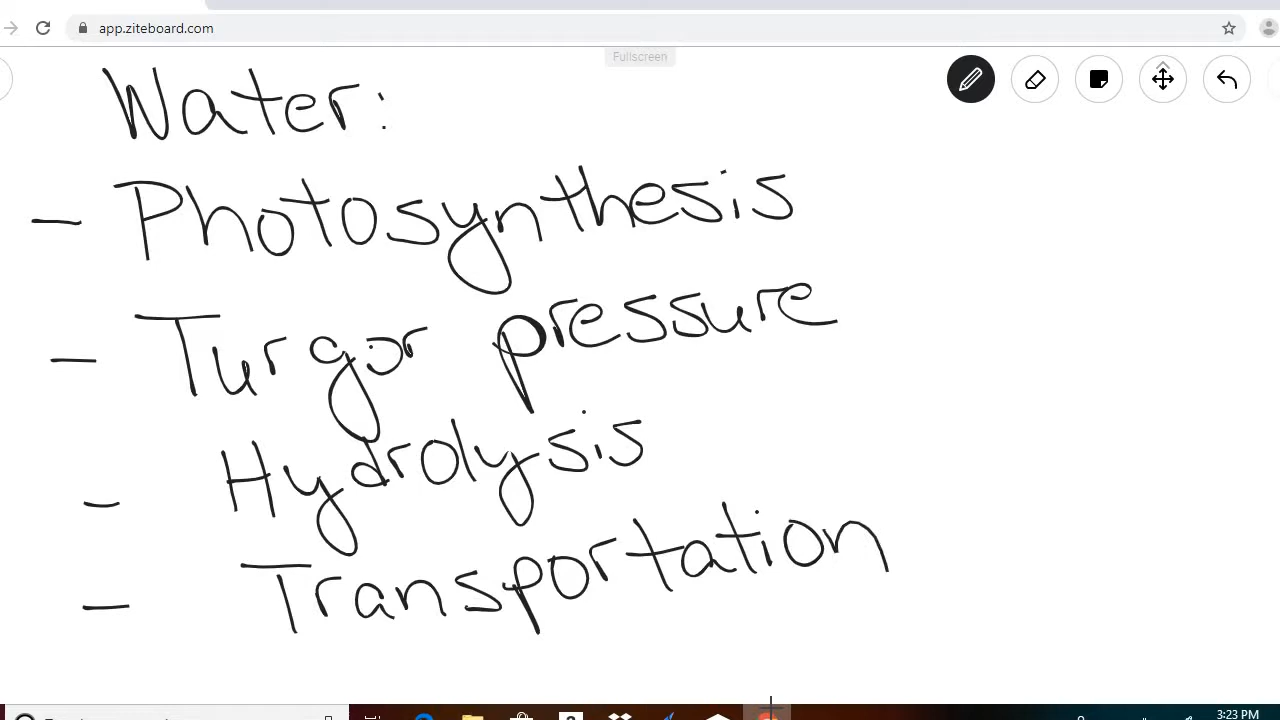 app.ziteboard.com
Fullscreen
Water:
- Photosynthesis
- Turgor pressure
- Hydrolysis
- Transportation
3:23 PM